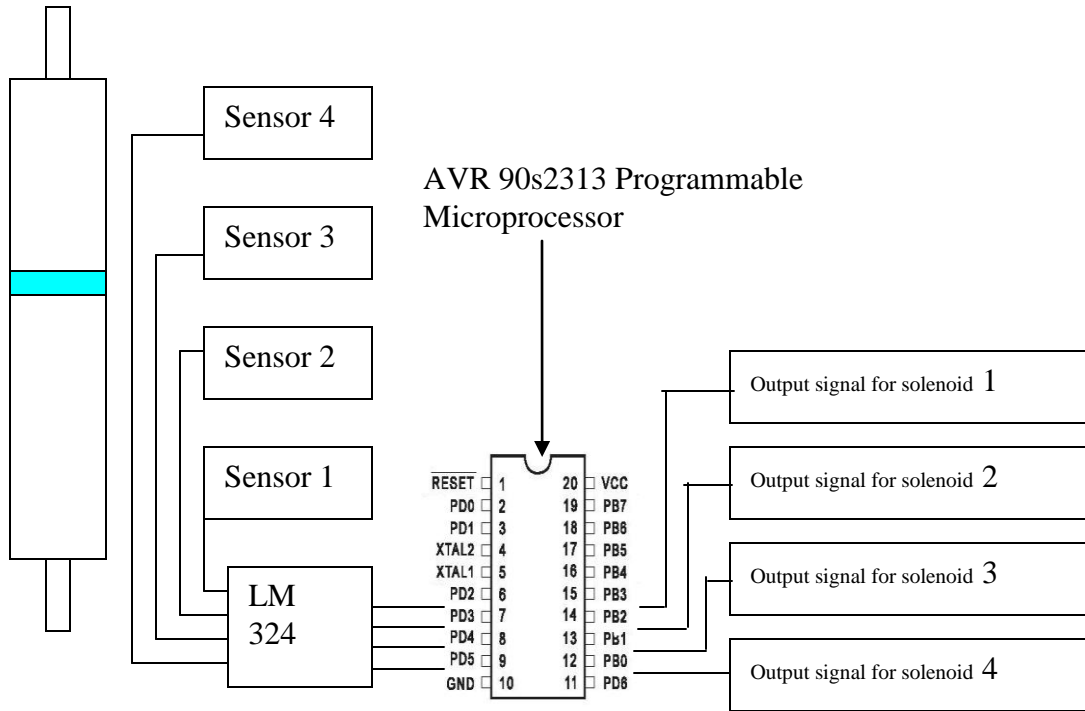 Sensor 4
AVR 90s2313 Programmable
Microprocessor
Sensor 3
Sensor 2
Output signal for solenoid 1
Sensor 1
Output signal for solenoid 2
RESET 1 20 VCC
PD0 2 19 PB7
PD1 3 18 PB6
XTAL2 4 17 PB5
XTAL1 5 16 PB4
PD2 6 15 PB3
PD3 7 14 PB2
PD4 8 13 PB1
PD5 9 12 PB0
GND 10 11 PD6
LM
324
Output signal for solenoid 3
Output signal for solenoid 4